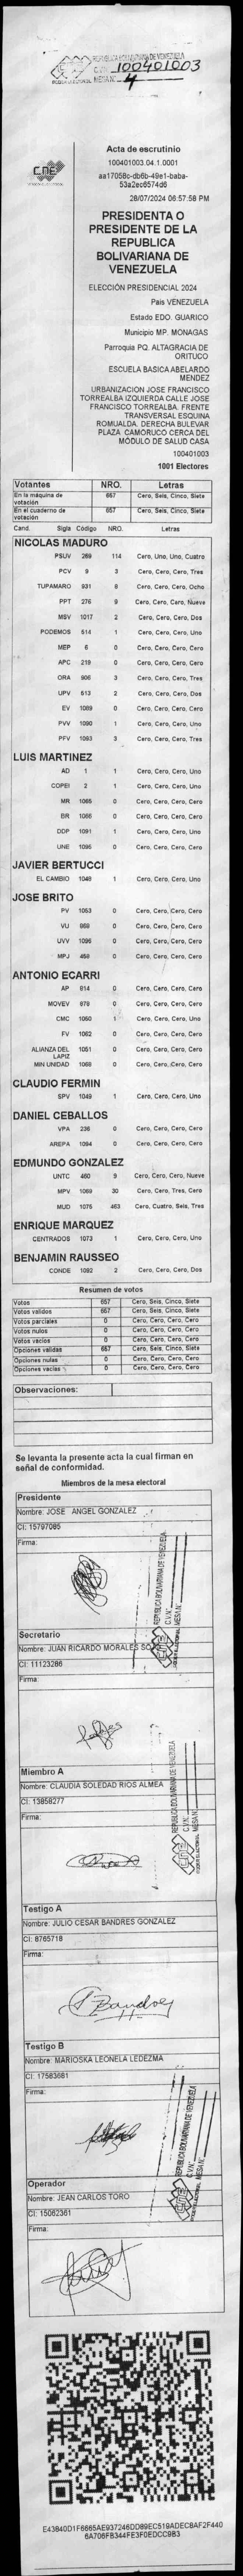 REPUBLICA BOLIVARIANA DE VENEZUELA
C.V.N°: 100401003
MESA N°: 4
PODER ELECTORAL
CNE
Acta de escrutinio
100401003.04.1.0001
aa17058c-db6b-49e1-baba-
53a2ec6574d6
28/07/2024 06:57:58 PM
PRESIDENTA O
PRESIDENTE DE LA
REPUBLICA
BOLIVARIANA DE
VENEZUELA
ELECCIÓN PRESIDENCIAL 2024
Pais VENEZUELA
Estado EDO. GUARICO
Municipio MP. MONAGAS
Parroquia PQ. ALTAGRACIA DE
ORITUCO
ESCUELA BASICA ABELARDO
MENDEZ
URBANIZACION JOSE FRANCISCO
TORREALBA IZQUIERDA CALLE JOSE
FRANCISCO TORREALBA. FRENTE
TRANSVERSAL ESQUINA
ROMUALDA. DERECHA BULEVAR
PLAZA CAMORUCO CERCA DEL
MÓDULO DE SALUD CASA
100401003
1001 Electores
Votantes NRO. Letras
En la máquina de votación 657 Cero, Seis, Cinco, Siete
En el cuaderno de votación 657 Cero, Seis, Cinco, Siete
Cand. Sigla Código NRO. Letras
NICOLAS MADURO
PSUV 269 114 Cero, Uno, Uno, Cuatro
PCV 9 3 Cero, Cero, Cero, Tres
TUPAMARO 931 8 Cero, Cero, Cero, Ocho
PPT 276 9 Cero, Cero, Cero, Nueve
MSV 1017 2 Cero, Cero, Cero, Dos
PODEMOS 514 1 Cero, Cero, Cero, Uno
MEP 6 0 Cero, Cero, Cero, Cero
APC 219 0 Cero, Cero, Cero, Cero
ORA 906 3 Cero, Cero, Cero, Tres
UPV 613 2 Cero, Cero, Cero, Dos
EV 1089 0 Cero, Cero, Cero, Cero
PVV 1090 1 Cero, Cero, Cero, Uno
PFV 1093 3 Cero, Cero, Cero, Tres
LUIS MARTINEZ
AD 1 1 Cero, Cero, Cero, Uno
COPEI 2 1 Cero, Cero, Cero, Uno
MR 1065 0 Cero, Cero, Cero, Cero
BR 1066 0 Cero, Cero, Cero, Cero
DDP 1091 1 Cero, Cero, Cero, Uno
UNE 1095 0 Cero, Cero, Cero, Cero
JAVIER BERTUCCI
EL CAMBIO 1048 1 Cero, Cero, Cero, Uno
JOSE BRITO
PV 1053 0 Cero, Cero, Cero, Cero
VU 868 0 Cero, Cero, Cero, Cero
UVV 1096 0 Cero, Cero, Cero, Cero
MPJ 459 0 Cero, Cero, Cero, Cero
ANTONIO ECARRI
AP 914 0 Cero, Cero, Cero, Cero
MOVEV 978 0 Cero, Cero, Cero, Cero
CMC 1050 1 Cero, Cero, Cero, Uno
FV 1062 0 Cero, Cero, Cero, Cero
ALIANZA DEL LAPIZ 1051 0 Cero, Cero, Cero, Cero
MIN UNIDAD 1068 0 Cero, Cero, Cero, Cero
CLAUDIO FERMIN
SPV 1049 1 Cero, Cero, Cero, Uno
DANIEL CEBALLOS
VPA 236 0 Cero, Cero, Cero, Cero
AREPA 1094 0 Cero, Cero, Cero, Cero
EDMUNDO GONZALEZ
UNTC 460 9 Cero, Cero, Cero, Nueve
MPV 1069 30 Cero, Cero, Tres, Cero
MUD 1075 463 Cero, Cuatro, Seis, Tres
ENRIQUE MARQUEZ
CENTRADOS 1073 1 Cero, Cero, Cero, Uno
BENJAMIN RAUSSEO
CONDE 1092 2 Cero, Cero, Cero, Dos
Resumen de votos
Votos 657 Cero, Seis, Cinco, Siete
Votos validos 657 Cero, Seis, Cinco, Siete
Votos parciales 0 Cero, Cero, Cero, Cero
Votos nulos 0 Cero, Cero, Cero, Cero
Votos vacios 0 Cero, Cero, Cero, Cero
Opciones validas 657 Cero, Seis, Cinco, Siete
Opciones nulas 0 Cero, Cero, Cero, Cero
Opciones vacios 0 Cero, Cero, Cero, Cero
Observaciones:
Se levanta la presente acta la cual firman en
señal de conformidad.
Miembros de la mesa electoral
Presidente
Nombre: JOSE ANGEL GONZALEZ
CI: 15797085
Firma:
REPUBLICA BOLIVARIANA DE VENEZUELA
C.V.N°:
MESA N°:
Secretario
Nombre: JUAN RICARDO MORALES
CI: 11123286
Firma:
Miembro A
Nombre: CLAUDIA SOLEDAD RIOS ALMEA
CI: 13858277
Firma:
REPUBLICA BOLIVARIANA DE VENEZUELA
C.V.N°:
MESA N°:
PODER ELECTORAL
Testigo A
Nombre: JULIO CESAR BANDRES GONZALEZ
CI: 8765718
Firma:
Bandres
Testigo B
Nombre: MARIOSKA LEONELA LEDEZMA
CI: 17583681
Firma:
REPUBLICA BOLIVARIANA DE VENEZUELA
C.V.N°:
MESA N°:
PODER ELECTORAL
Operador
Nombre: JEAN CARLOS TORO
CI: 15082361
Firma:
E43840D1F6665AE937246DD89EC519ADEC8AF2F440
6A706FB344FE3F0EDCC9B3